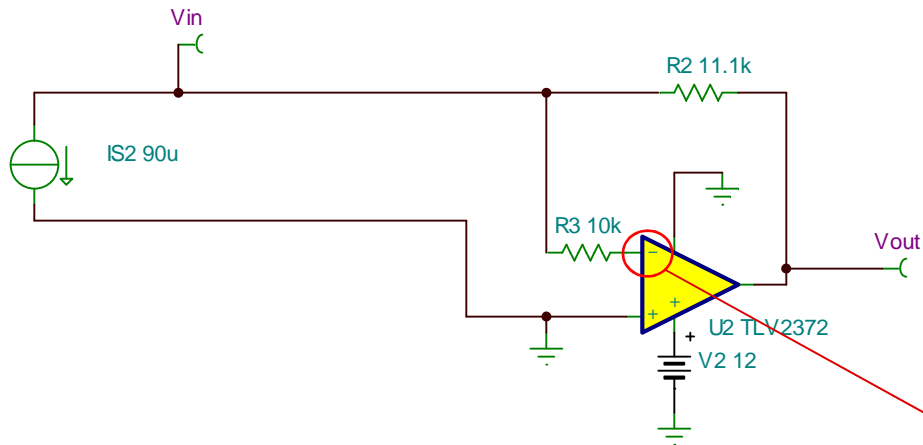 Vin
R2 11.1k
IS2 90u
R3 10k
Vout
U2 TLV2372
V2 12